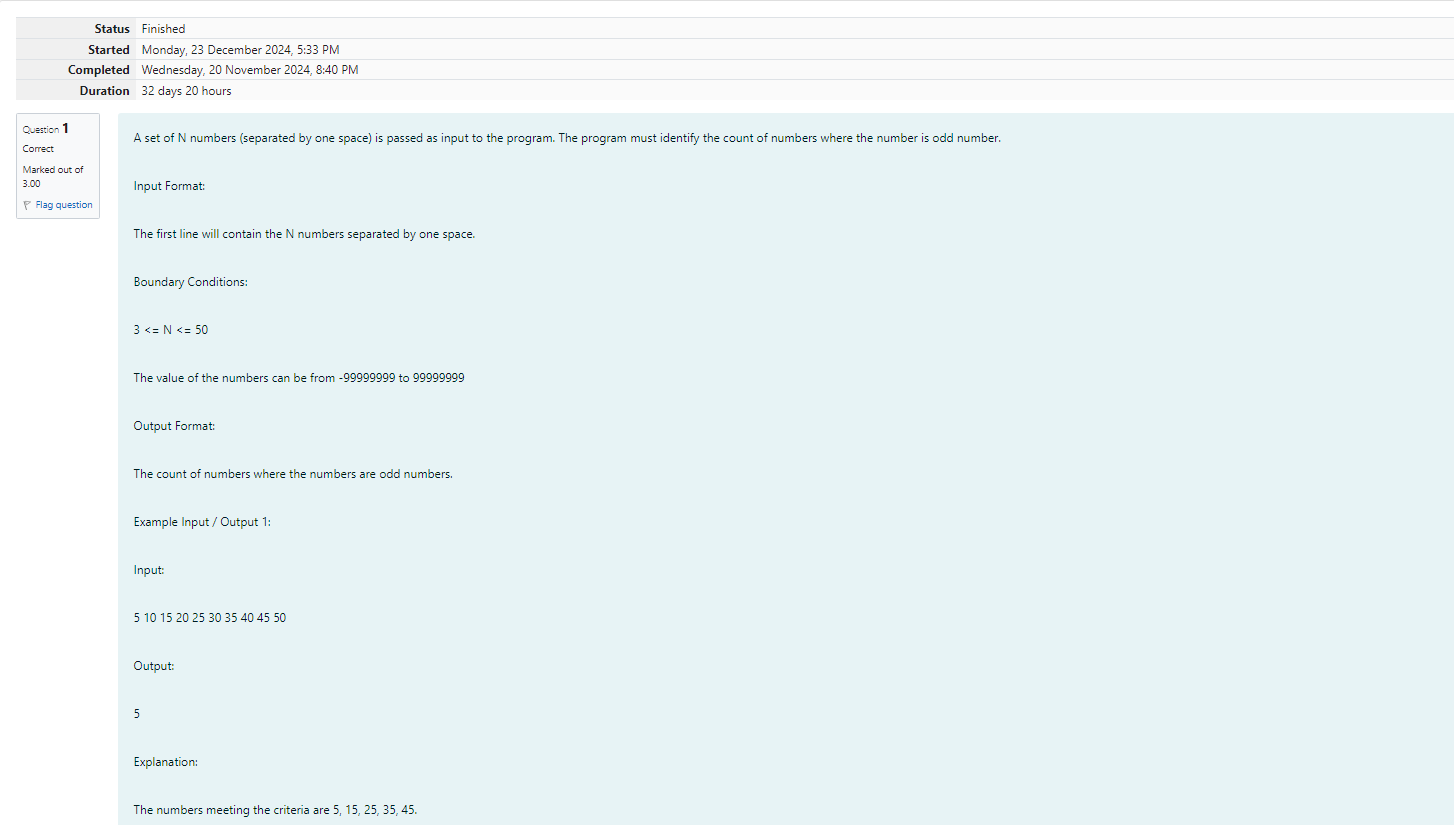 Status Finished
Started Monday, 23 December 2024, 5:33 PM
Completed Wednesday, 20 November 2024, 8:40 PM
Duration 32 days 20 hours
Question 1
Correct
Marked out of
3.00
Flag question
A set of N numbers (separated by one space) is passed as input to the program. The program must identify the count of numbers where the number is odd number.
Input Format:
The first line will contain the N numbers separated by one space.
Boundary Conditions:
3 <= N <= 50
The value of the numbers can be from -99999999 to 99999999
Output Format:
The count of numbers where the numbers are odd numbers.
Example Input / Output 1:
Input:
5 10 15 20 25 30 35 40 45 50
Output:
5
Explanation:
The numbers meeting the criteria are 5, 15, 25, 35, 45.